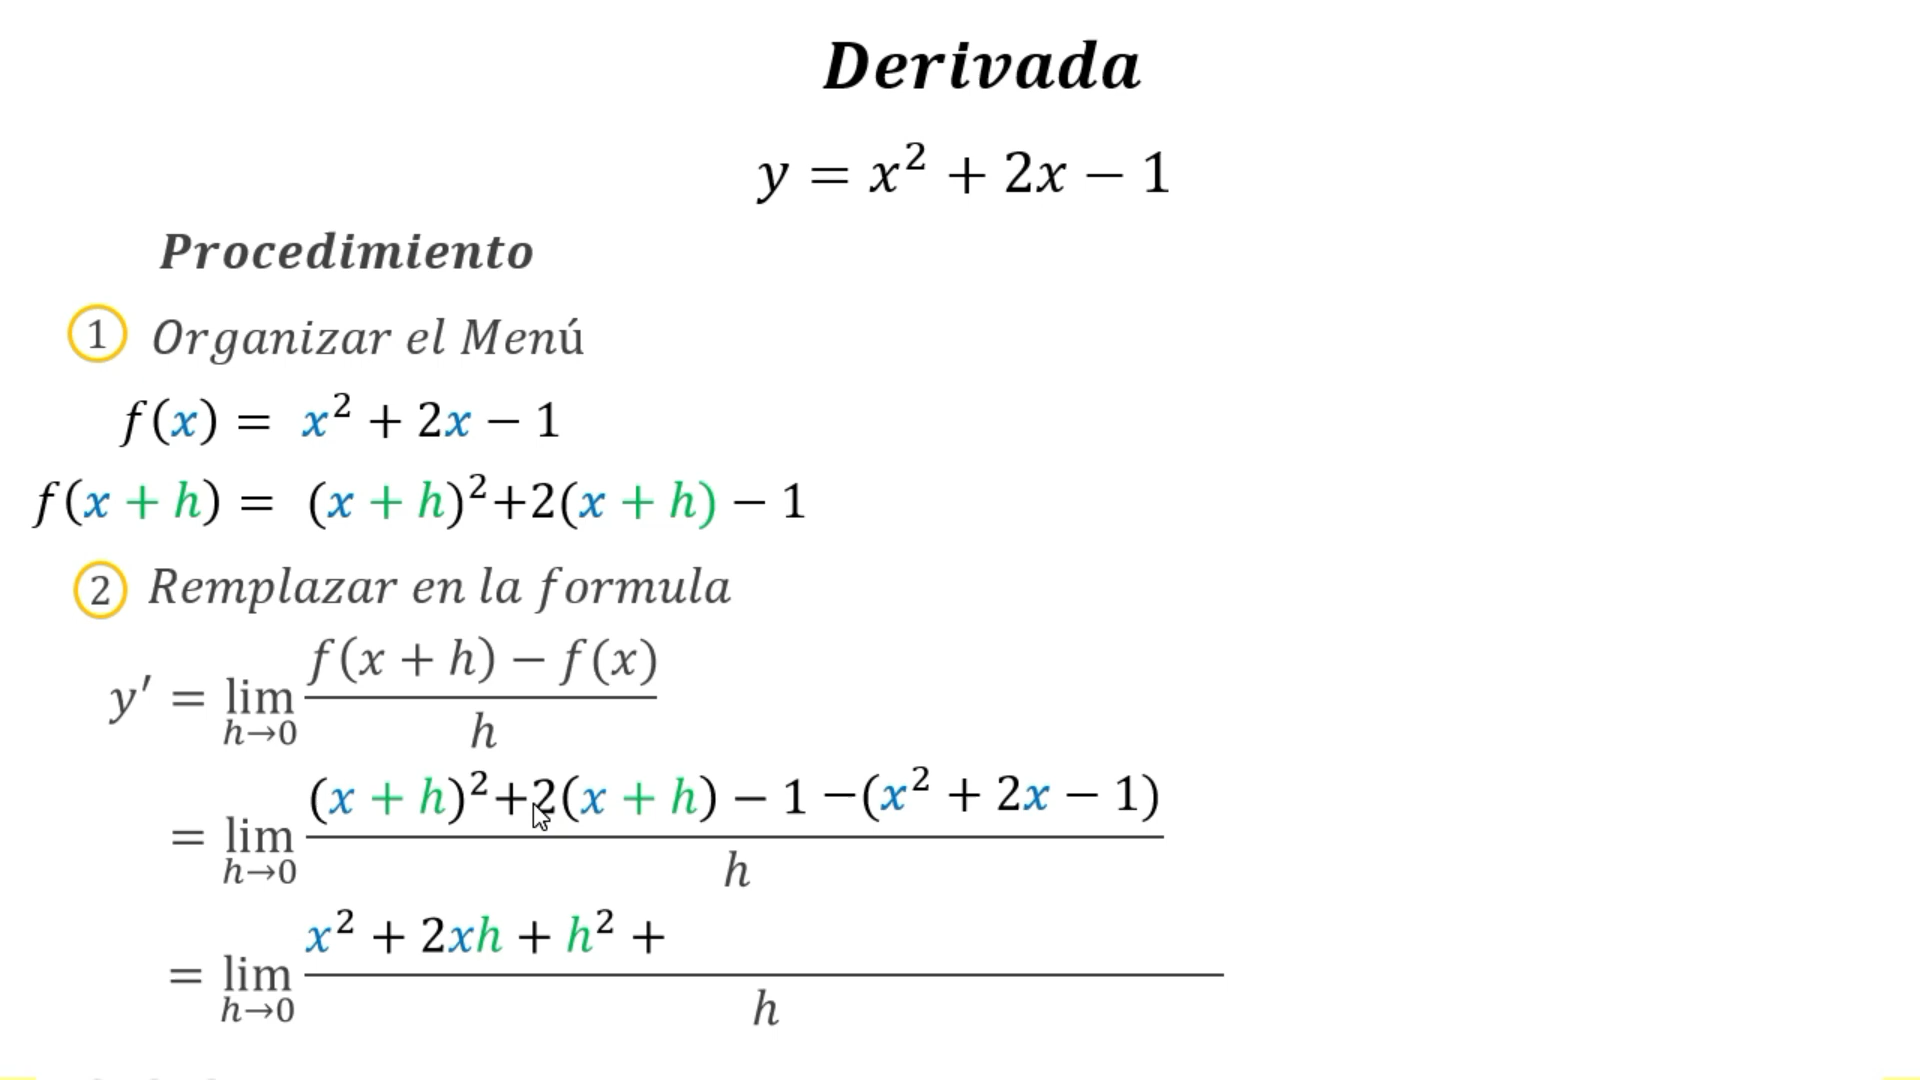 Derivada
y = x² + 2x − 1
Procedimiento
1 Organizar el Menú
f(x) = x² + 2x − 1
f(x + h) = (x + h)²+2(x + h) − 1
2 Remplazar en la formula
y′ = lim h→0 f(x + h) − f(x) / h
= lim h→0 (x + h)²+2(x + h) − 1 −(x² + 2x − 1) / h
= lim h→0 x² + 2xh + h² + / h